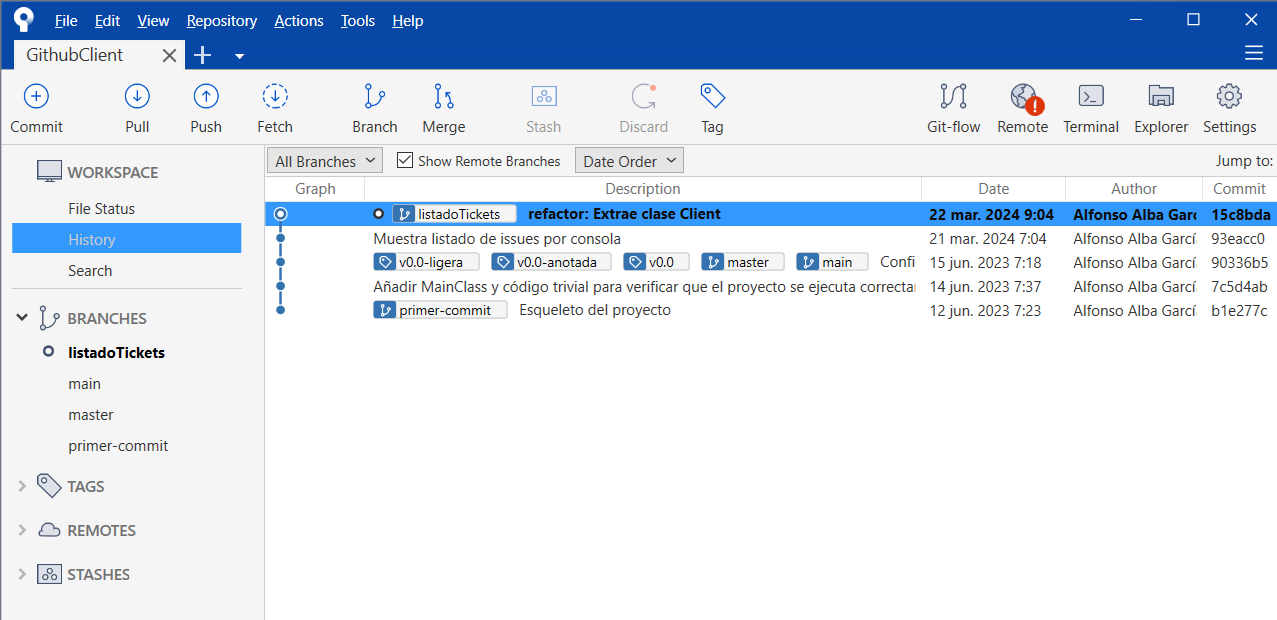 File Edit View Repository Actions Tools Help
GithubClient
Commit Pull Push Fetch Branch Merge Stash Discard Tag Git-flow Remote Terminal Explorer Settings
WORKSPACE
File Status
History
Search
BRANCHES
listadoTickets
main
master
primer-commit
TAGS
REMOTES
STASHES
All Branches Show Remote Branches Date Order Jump to:
Graph Description Date Author Commit
listadoTickets refactor: Extrae clase Client 22 mar. 2024 9:04 Alfonso Alba Garc 15c8bda
Muestra listado de issues por consola 21 mar. 2024 7:04 Alfonso Alba Garcí 93eacc0
v0.0-ligera v0.0-anotada v0.0 master main Confi 15 jun. 2023 7:18 Alfonso Alba Garcí 90336b5
Añadir MainClass y código trivial para verificar que el proyecto se ejecuta correctar 14 jun. 2023 7:37 Alfonso Alba Garcí 7c5d4ab
primer-commit Esqueleto del proyecto 12 jun. 2023 7:23 Alfonso Alba Garcí b1e277c